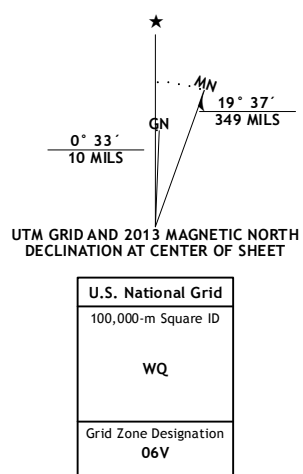 ★
MN
GN
19° 37´
349 MILS
0° 33´
10 MILS
UTM GRID AND 2013 MAGNETIC NORTH
DECLINATION AT CENTER OF SHEET
U.S. National Grid
100,000-m Square ID
WQ
Grid Zone Designation
06V